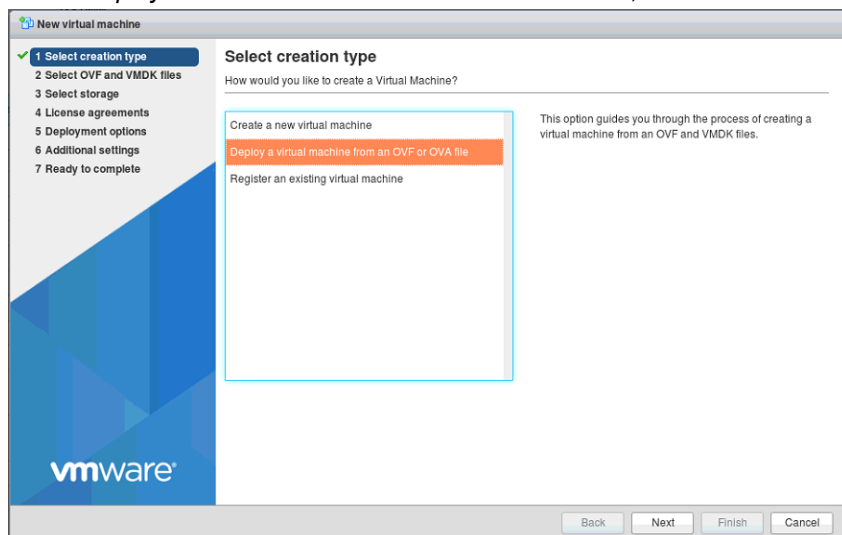 New virtual machine
1 Select creation type
2 Select OVF and VMDK files
3 Select storage
4 License agreements
5 Deployment options
6 Additional settings
7 Ready to complete
Select creation type
How would you like to create a Virtual Machine?
Create a new virtual machine
Deploy a virtual machine from an OVF or OVA file
Register an existing virtual machine
This option guides you through the process of creating a
virtual machine from an OVF and VMDK files.
vmware®
Back
Next
Finish
Cancel